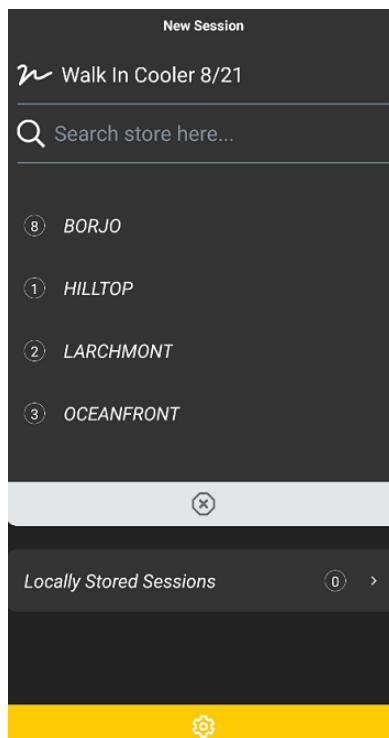 New Session
Walk In Cooler 8/21
Search store here...
8 BORJO
1 HILLTOP
2 LARCHMONT
3 OCEANFRONT
Locally Stored Sessions 0 >